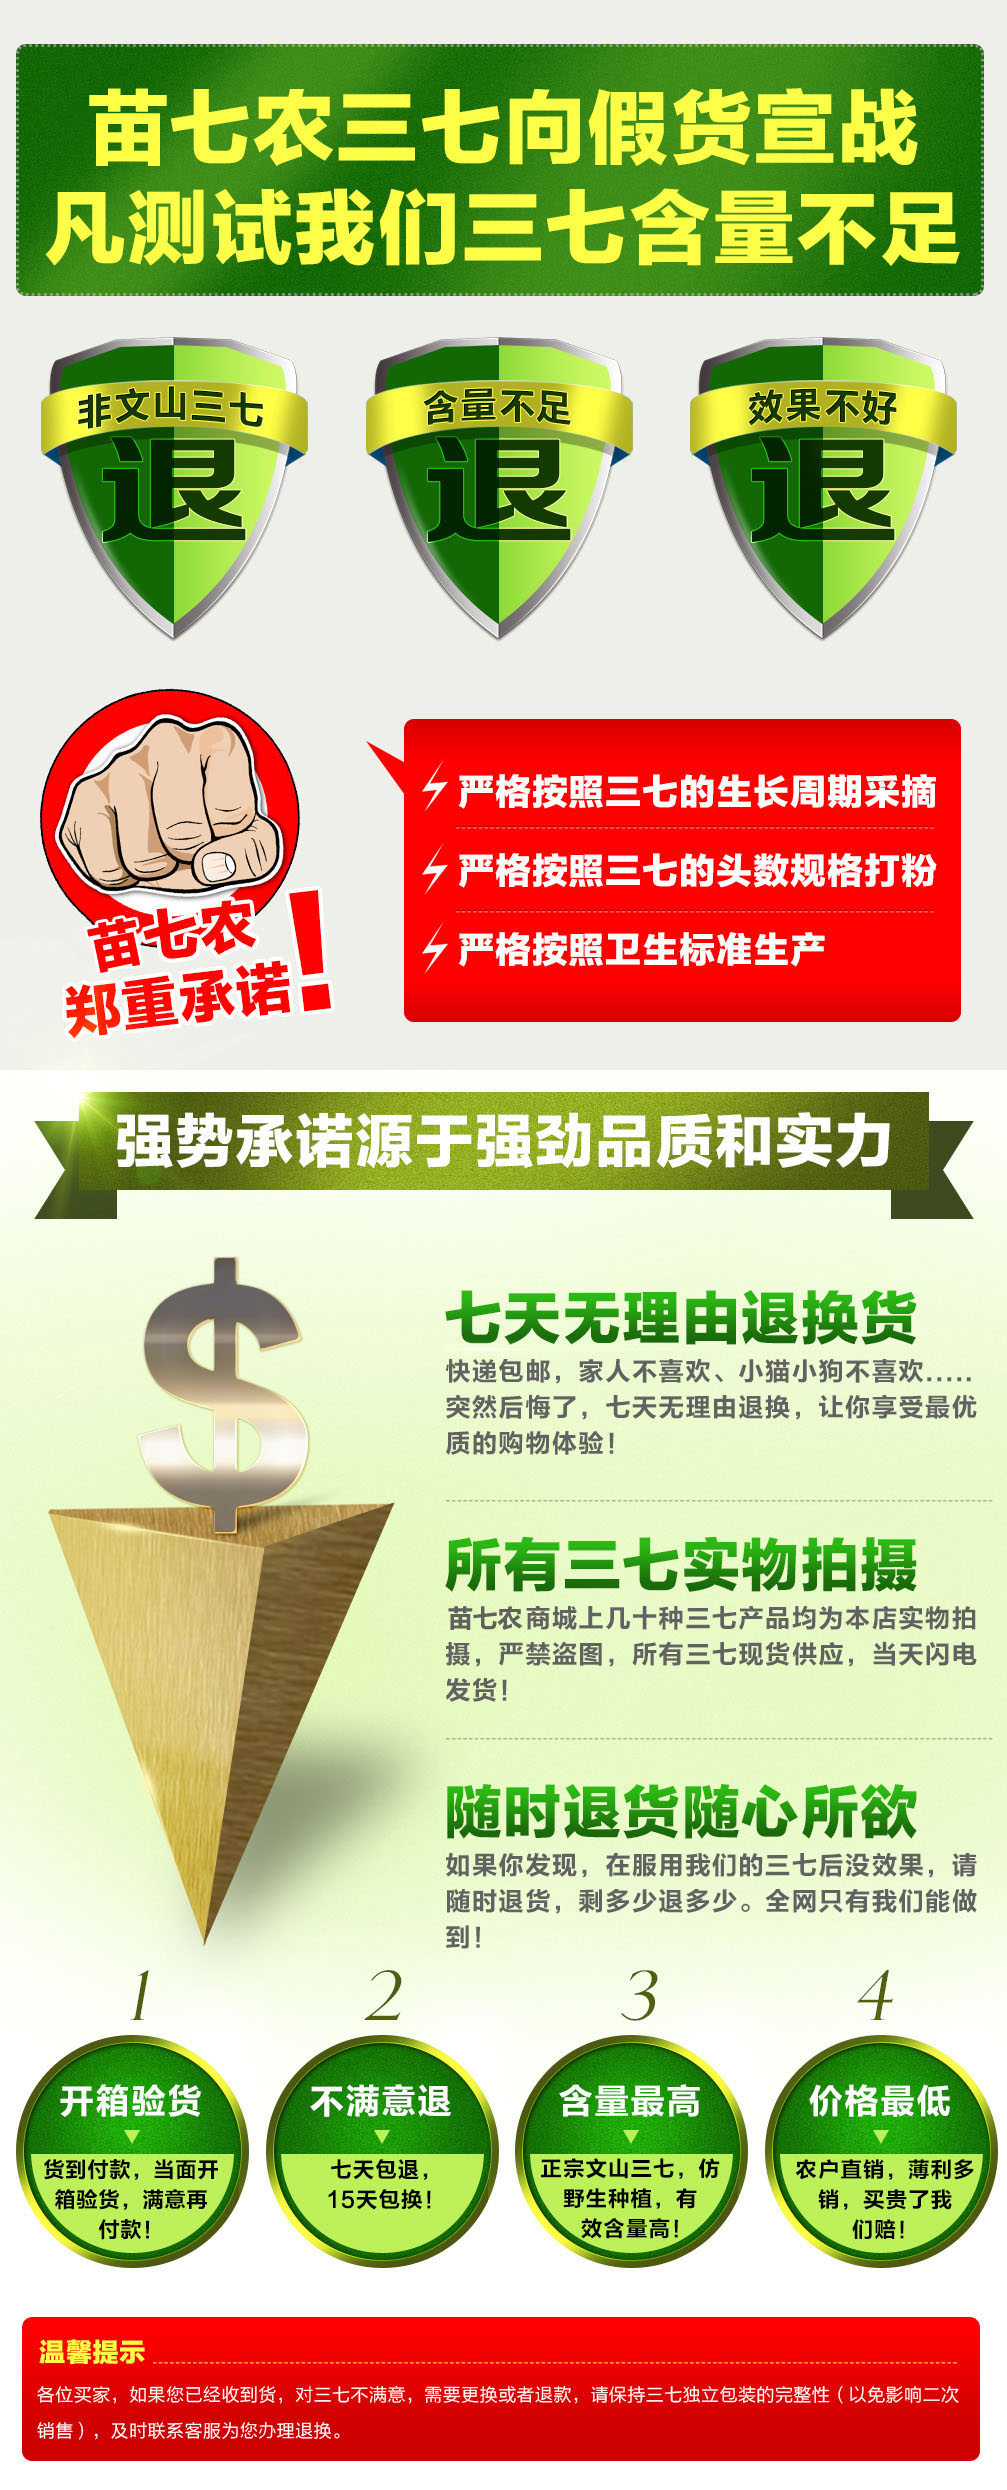 苗七农三七向假货宣战
凡测试我们三七含量不足
非文山三七
退
含量不足
退
效果不好
退
严格按照三七的生长周期采摘
严格按照三七的头数规格打粉
严格按照卫生标准生产
苗七农
郑重承诺!
强势承诺源于强劲品质和实力
$
七天无理由退换货
快递包邮，家人不喜欢、小猫小狗不喜欢.....
突然后悔了，七天无理由退换，让你享受最优
质的购物体验！
所有三七实物拍摄
苗七农商城上几十种三七产品均为本店实物拍
摄，严禁盗图，所有三七现货供应，当天闪电
发货！
随时退货随心所欲
如果你发现，在服用我们的三七后没效果，请
随时退货，剩多少退多少。全网只有我们能做
到！
1
开箱验货
货到付款，当面开
箱验货，满意再
付款！
2
不满意退
七天包退，
15天包换！
3
含量最高
正宗文山三七，仿
野生种植，有
效含量高！
4
价格最低
农户直销，薄利多
销，买贵了我
们赔！
温馨提示
各位买家，如果您已经收到货，对三七不满意，需要更换或者退款，请保持三七独立包装的完整性（以免影响二次
销售），及时联系客服为您办理退换。